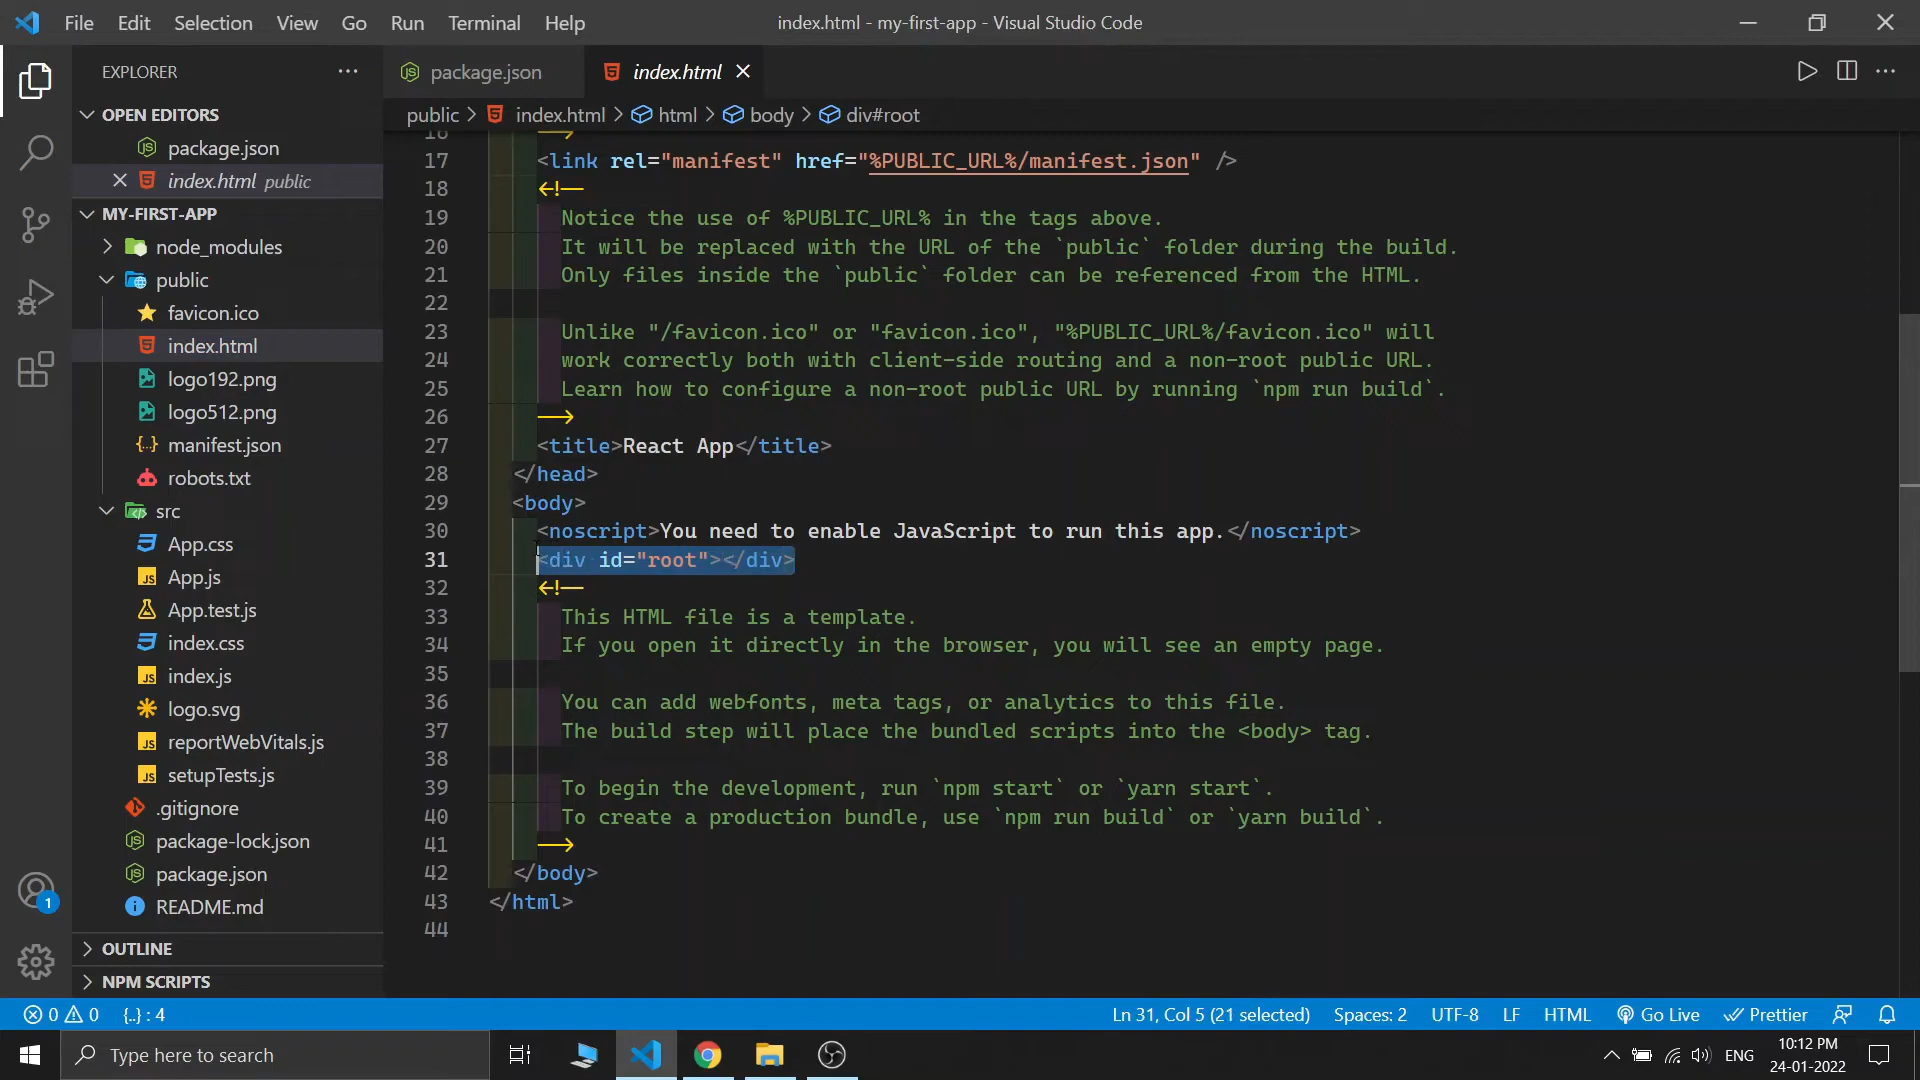 File Edit Selection View Go Run Terminal Help
index.html - my-first-app - Visual Studio Code
EXPLORER
package.json
index.html
OPEN EDITORS
package.json
index.html public
MY-FIRST-APP
node_modules
public
favicon.ico
index.html
logo192.png
logo512.png
manifest.json
robots.txt
src
App.css
App.js
App.test.js
index.css
index.js
logo.svg
reportWebVitals.js
setupTests.js
.gitignore
package-lock.json
package.json
README.md
OUTLINE
NPM SCRIPTS
public > index.html > html > body > div#root
16 -->
17 <link rel="manifest" href="%PUBLIC_URL%/manifest.json" />
18 <!--
19 Notice the use of %PUBLIC_URL% in the tags above.
20 It will be replaced with the URL of the `public` folder during the build.
21 Only files inside the `public` folder can be referenced from the HTML.
22
23 Unlike "/favicon.ico" or "favicon.ico", "%PUBLIC_URL%/favicon.ico" will
24 work correctly both with client-side routing and a non-root public URL.
25 Learn how to configure a non-root public URL by running `npm run build`.
26 -->
27 <title>React App</title>
28 </head>
29 <body>
30 <noscript>You need to enable JavaScript to run this app.</noscript>
31 <div id="root"></div>
32 <!--
33 This HTML file is a template.
34 If you open it directly in the browser, you will see an empty page.
35
36 You can add webfonts, meta tags, or analytics to this file.
37 The build step will place the bundled scripts into the <body> tag.
38
39 To begin the development, run `npm start` or `yarn start`.
40 To create a production bundle, use `npm run build` or `yarn build`.
41 -->
42 </body>
43 </html>
44
1
0 0 {..} : 4
Ln 31, Col 5 (21 selected) Spaces: 2 UTF-8 LF HTML Go Live Prettier
Type here to search
ENG
10:12 PM
24-01-2022